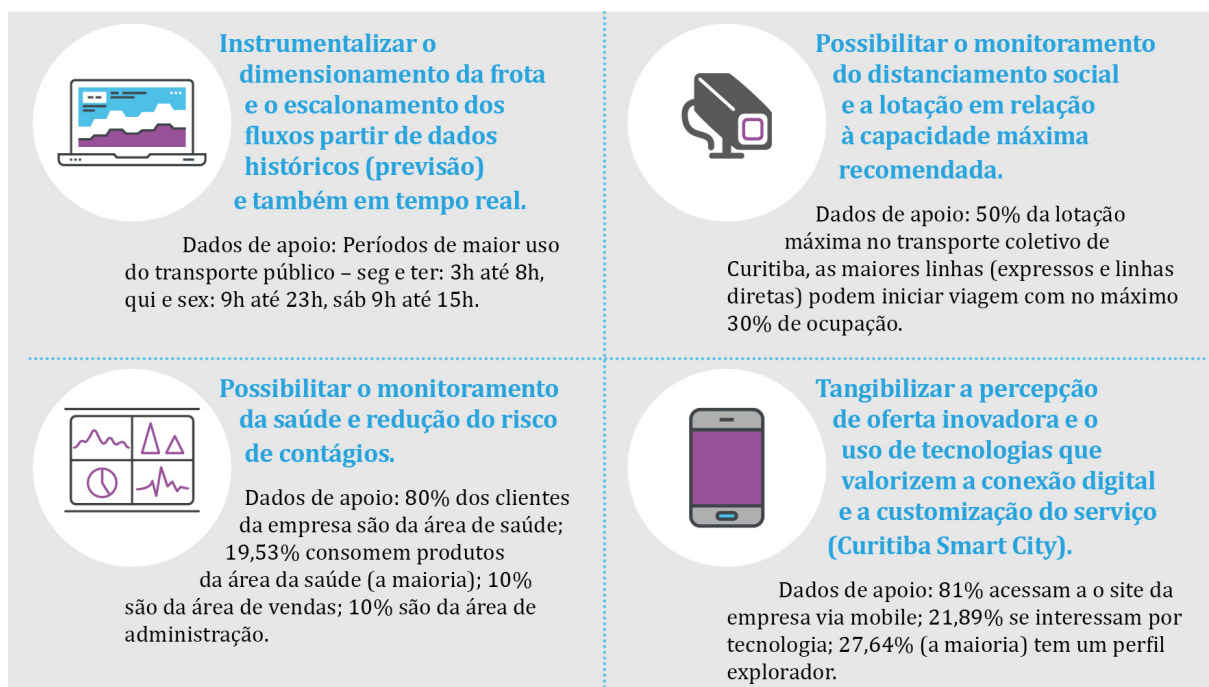 Instrumentalizar o
dimensionamento da frota
e o escalonamento dos
fluxos partir de dados
históricos (previsão)
e também em tempo real.
Dados de apoio: Períodos de maior uso
do transporte público – seg e ter: 3h até 8h,
qui e sex: 9h até 23h, sáb 9h até 15h.
Possibilitar o monitoramento
do distanciamento social
e a lotação em relação
à capacidade máxima
recomendada.
Dados de apoio: 50% da lotação
máxima no transporte coletivo de
Curitiba, as maiores linhas (expressos e linhas
diretas) podem iniciar viagem com no máximo
30% de ocupação.
Possibilitar o monitoramento
da saúde e redução do risco
de contágios.
Dados de apoio: 80% dos clientes
da empresa são da área de saúde;
19,53% consomem produtos
da área da saúde (a maioria); 10%
são da área de vendas; 10% são da área de
administração.
Tangibilizar a percepção
de oferta inovadora e o
uso de tecnologias que
valorizem a conexão digital
e a customização do serviço
(Curitiba Smart City).
Dados de apoio: 81% acessam a o site da
empresa via mobile; 21,89% se interessam por
tecnologia; 27,64% (a maioria) tem um perfil
explorador.